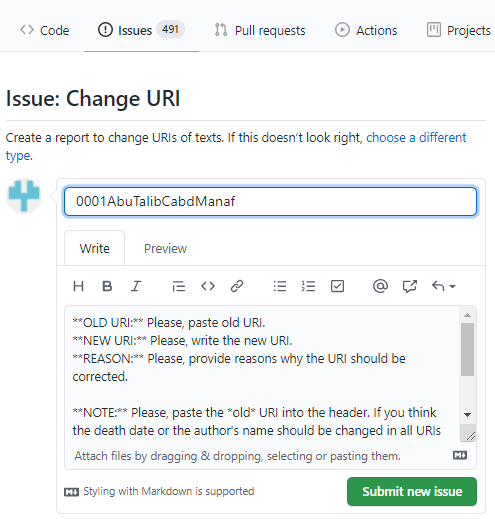 Code Issues 491 Pull requests Actions Projects
Issue: Change URI
Create a report to change URIs of texts. If this doesn't look right, choose a different
type.
0001AbuTalibCabdManaf
Write Preview
H B I
**OLD URI:** Please, paste old URI.
**NEW URI:** Please, write the new URI.
**REASON:** Please, provide reasons why the URI should be
corrected.
**NOTE:** Please, paste the *old* URI into the header. If you think
the death date or the author's name should be changed in all URIs
Attach files by dragging & dropping, selecting or pasting them.
Styling with Markdown is supported
Submit new issue